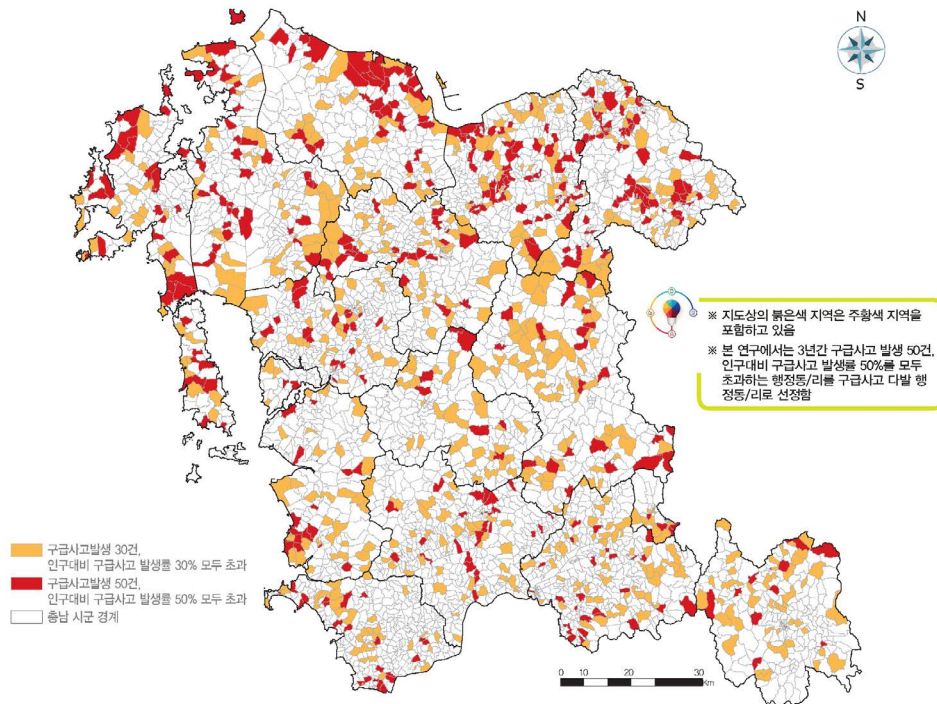 N
S
※ 지도상의 붉은색 지역은 주황색 지역을
포함하고 있음
※ 본 연구에서는 3년간 구급사고 발생 50건,
인구대비 구급사고 발생률 50%를 모두
초과하는 행정동/리를 구급사고 다발 행
정동/리로 선정함
구급사고발생 30건,
인구대비 구급사고 발생률 30% 모두 초과
구급사고발생 50건,
인구대비 구급사고 발생률 50% 모두 초과
충남 시군 경계
0 5 10 20 30
Km